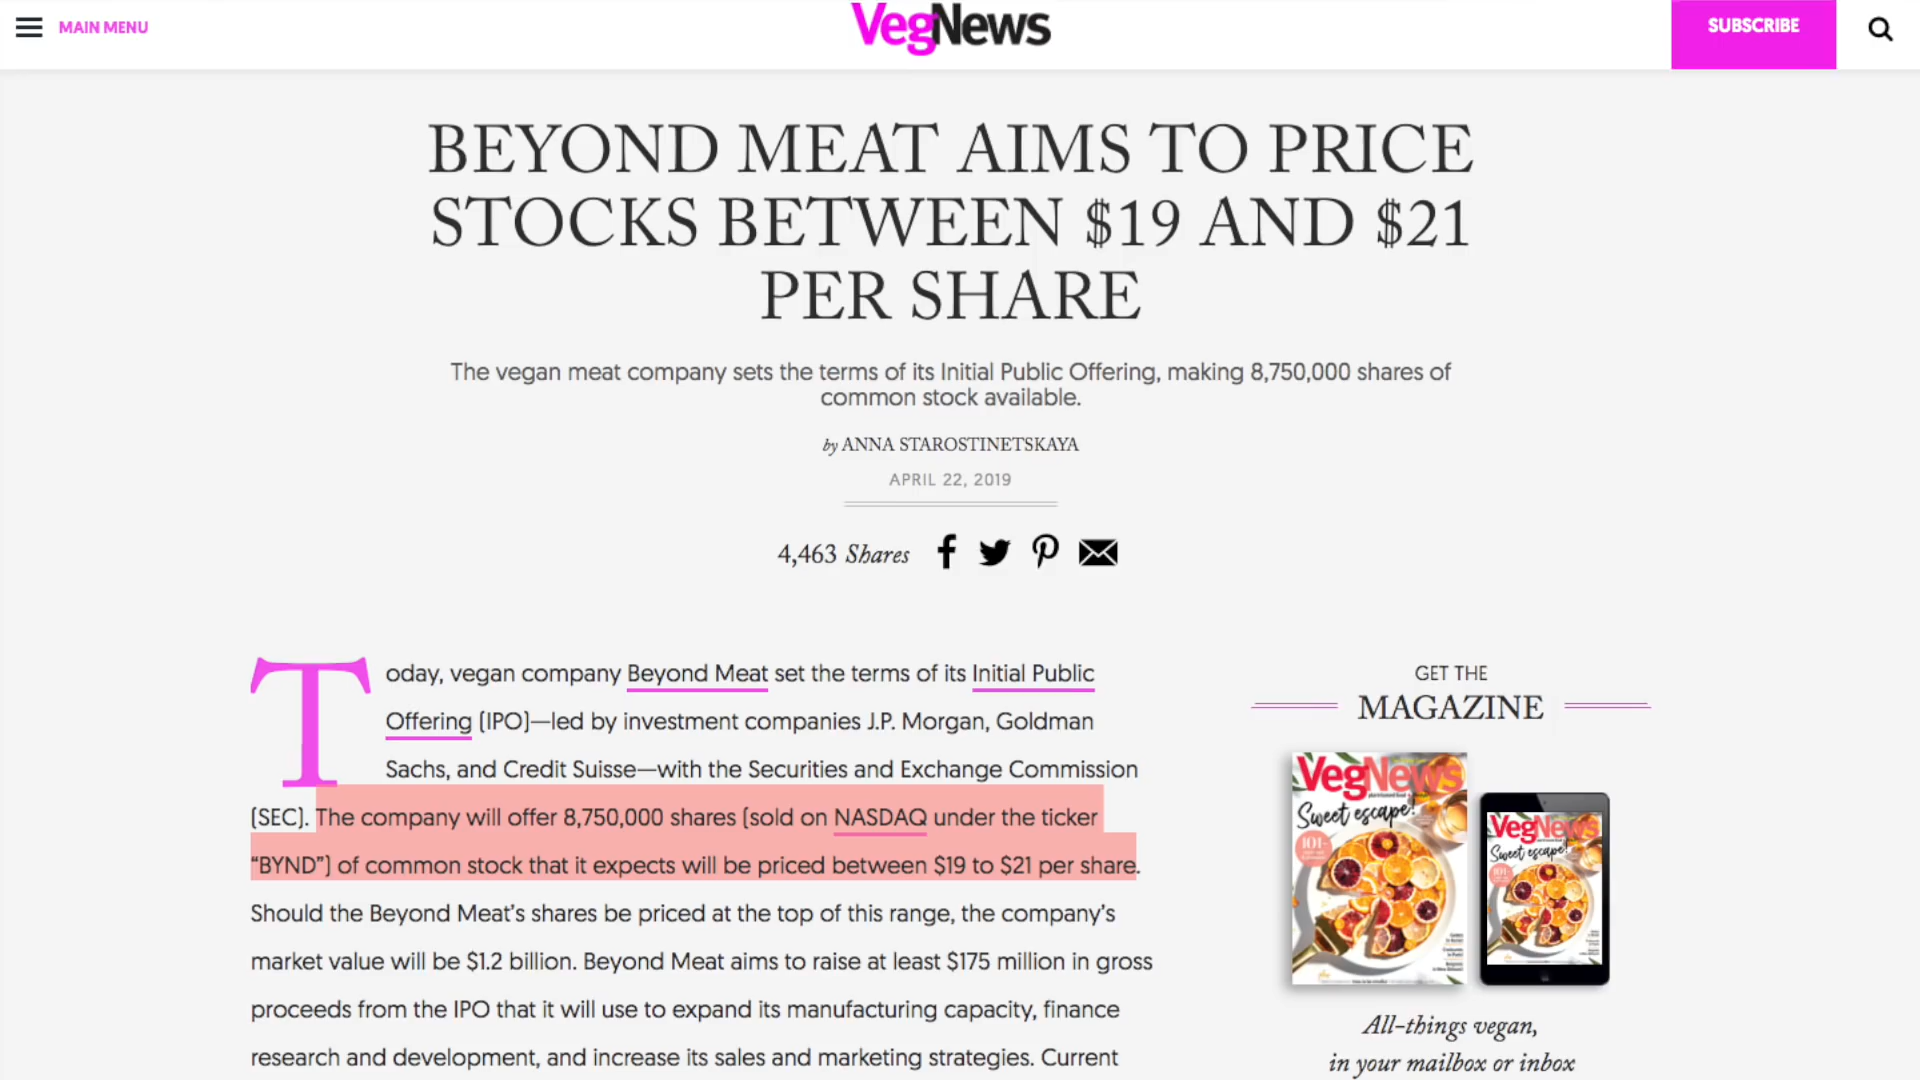 MAIN MENU
VegNews
SUBSCRIBE
BEYOND MEAT AIMS TO PRICE
STOCKS BETWEEN $19 AND $21
PER SHARE
The vegan meat company sets the terms of its Initial Public Offering, making 8,750,000 shares of
common stock available.
by ANNA STAROSTINETSKAYA
APRIL 22, 2019
4,463 Shares
Today, vegan company Beyond Meat set the terms of its Initial Public
Offering (IPO)—led by investment companies J.P. Morgan, Goldman
Sachs, and Credit Suisse—with the Securities and Exchange Commission
(SEC). The company will offer 8,750,000 shares (sold on NASDAQ under the ticker
“BYND”) of common stock that it expects will be priced between $19 to $21 per share.
Should the Beyond Meat’s shares be priced at the top of this range, the company’s
market value will be $1.2 billion. Beyond Meat aims to raise at least $175 million in gross
proceeds from the IPO that it will use to expand its manufacturing capacity, finance
research and development, and increase its sales and marketing strategies. Current
GET THE
MAGAZINE
VegNews
Sweet escape!
101+
VegNews
Sweet escape!
101+
All-things vegan,
in your mailbox or inbox